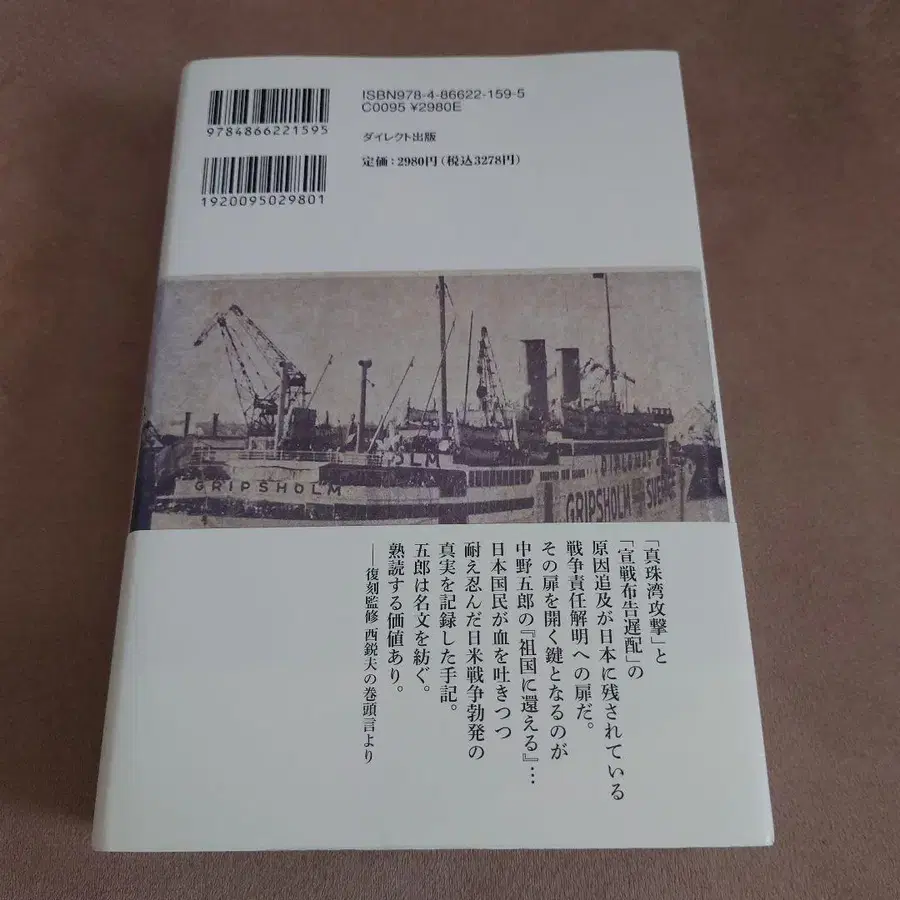 ISBN978-4-86622-159-5
C0095 ¥2980E
9784866221595
ダイレクト出版
定価：2980円（税込3278円）
1920095029801
SLM
GRIPSHOLM
GRIPSHOLM SVERIGE
「真珠湾攻撃」と
「宣戦布告遅配」の
原因追及が日本に残されている
戦争責任解明への扉だ。
その扉を開く鍵となるのが
中野五郎の『祖国に還える』…
日本国民が血を吐きつつ
耐え忍んだ日米戦争勃発の
真実を記録した手記。
五郎は名文を紡ぐ。
熟読する価値あり。
──復刻監修 西鋭夫の巻頭言より